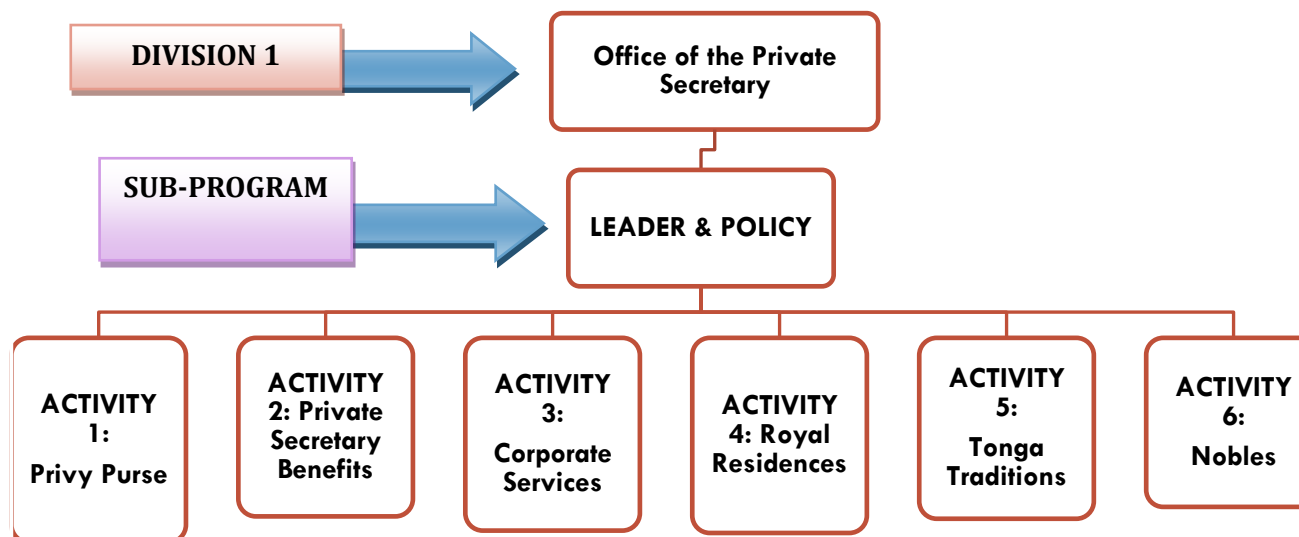 DIVISION 1
Office of the Private
Secretary
SUB-PROGRAM
LEADER & POLICY
ACTIVITY
1:
Privy Purse
ACTIVITY
2: Private
Secretary
Benefits
ACTIVITY
3:
Corporate
Services
ACTIVITY
4: Royal
Residences
ACTIVITY
5:
Tonga
Traditions
ACTIVITY
6:
Nobles